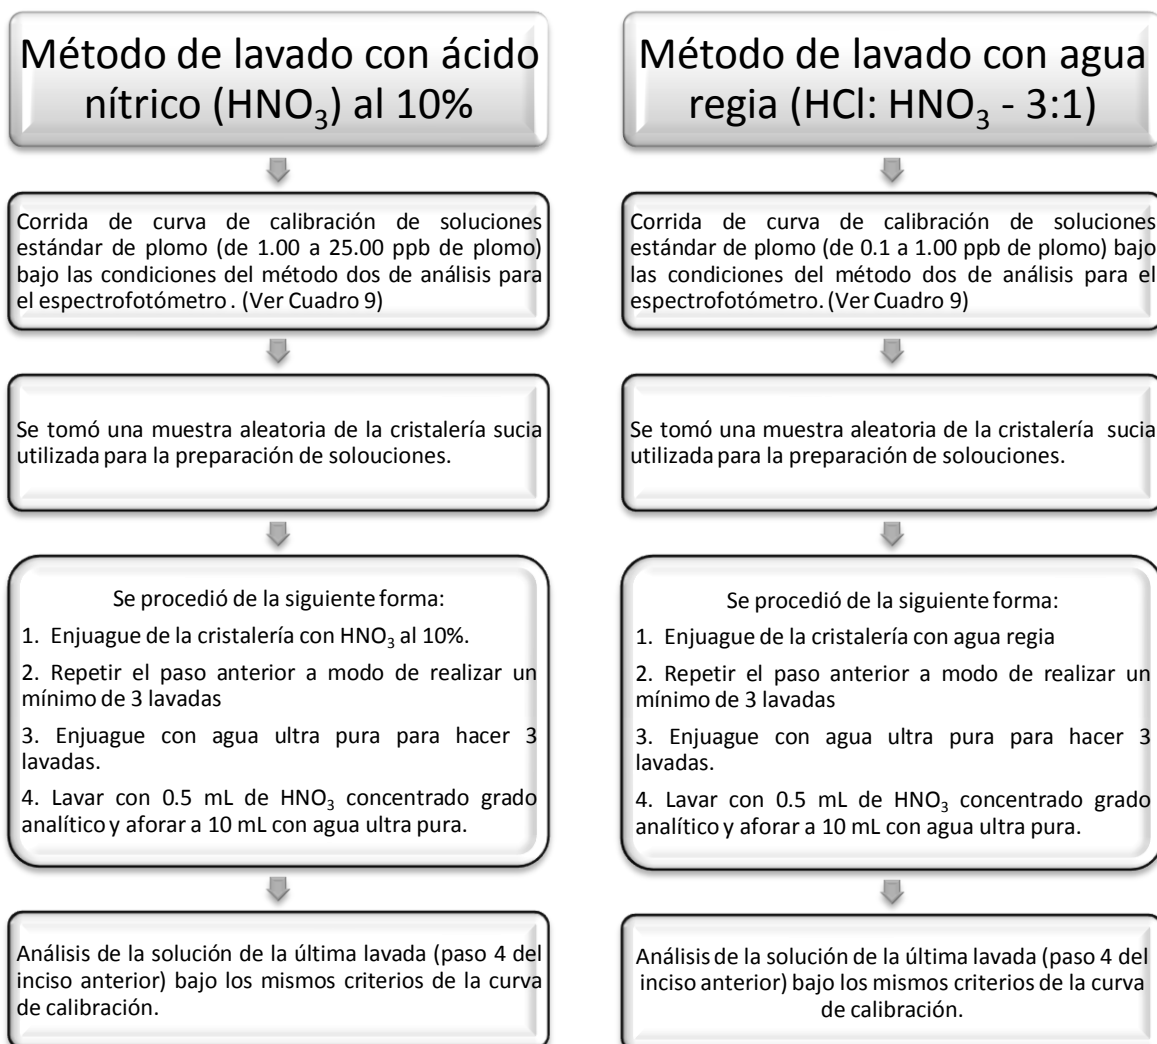 Método de lavado con ácido
nítrico (HNO₃) al 10%
Corrida de curva de calibración de soluciones
estándar de plomo (de 1.00 a 25.00 ppb de plomo)
bajo las condiciones del método dos de análisis para
el espectrofotómetro . (Ver Cuadro 9)
Se tomó una muestra aleatoria de la cristalería sucia
utilizada para la preparación de solouciones.
Se procedió de la siguiente forma:
1. Enjuague de la cristalería con HNO₃ al 10%.
2. Repetir el paso anterior a modo de realizar un
mínimo de 3 lavadas
3. Enjuague con agua ultra pura para hacer 3
lavadas.
4. Lavar con 0.5 mL de HNO₃ concentrado grado
analítico y aforar a 10 mL con agua ultra pura.
Análisis de la solución de la última lavada (paso 4 del
inciso anterior) bajo los mismos criterios de la curva
de calibración.
Método de lavado con agua
regia (HCl: HNO₃ - 3:1)
Corrida de curva de calibración de soluciones
estándar de plomo (de 0.1 a 1.00 ppb de plomo) bajo
las condiciones del método dos de análisis para el
espectrofotómetro. (Ver Cuadro 9)
Se tomó una muestra aleatoria de la cristalería sucia
utilizada para la preparación de solouciones.
Se procedió de la siguiente forma:
1. Enjuague de la cristalería con agua regia
2. Repetir el paso anterior a modo de realizar un
mínimo de 3 lavadas
3. Enjuague con agua ultra pura para hacer 3
lavadas.
4. Lavar con 0.5 mL de HNO₃ concentrado grado
analítico y aforar a 10 mL con agua ultra pura.
Análisis de la solución de la última lavada (paso 4 del
inciso anterior) bajo los mismos criterios de la curva
de calibración.